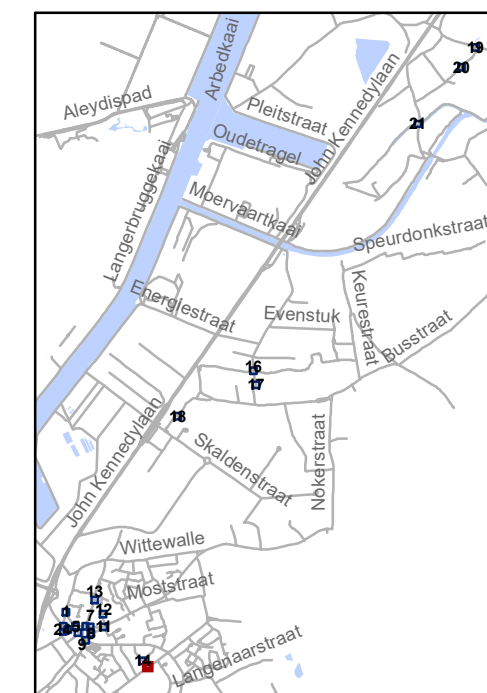 Arbedkaai
19
20
Aleydispad
Pleitstraat
21
John Kennedylaan
Oudetragel
Langerbruggekaai
Moervaartkaai
Speurdonkstraat
Energiestraat
Evenstuk
Keurestraat
Busstraat
16
17
18
John Kennedylaan
Skaldenstraat
Nokerstraat
Wittewalle
Moststraat
13
1
12
7
11
9
14
Langenaarstraat